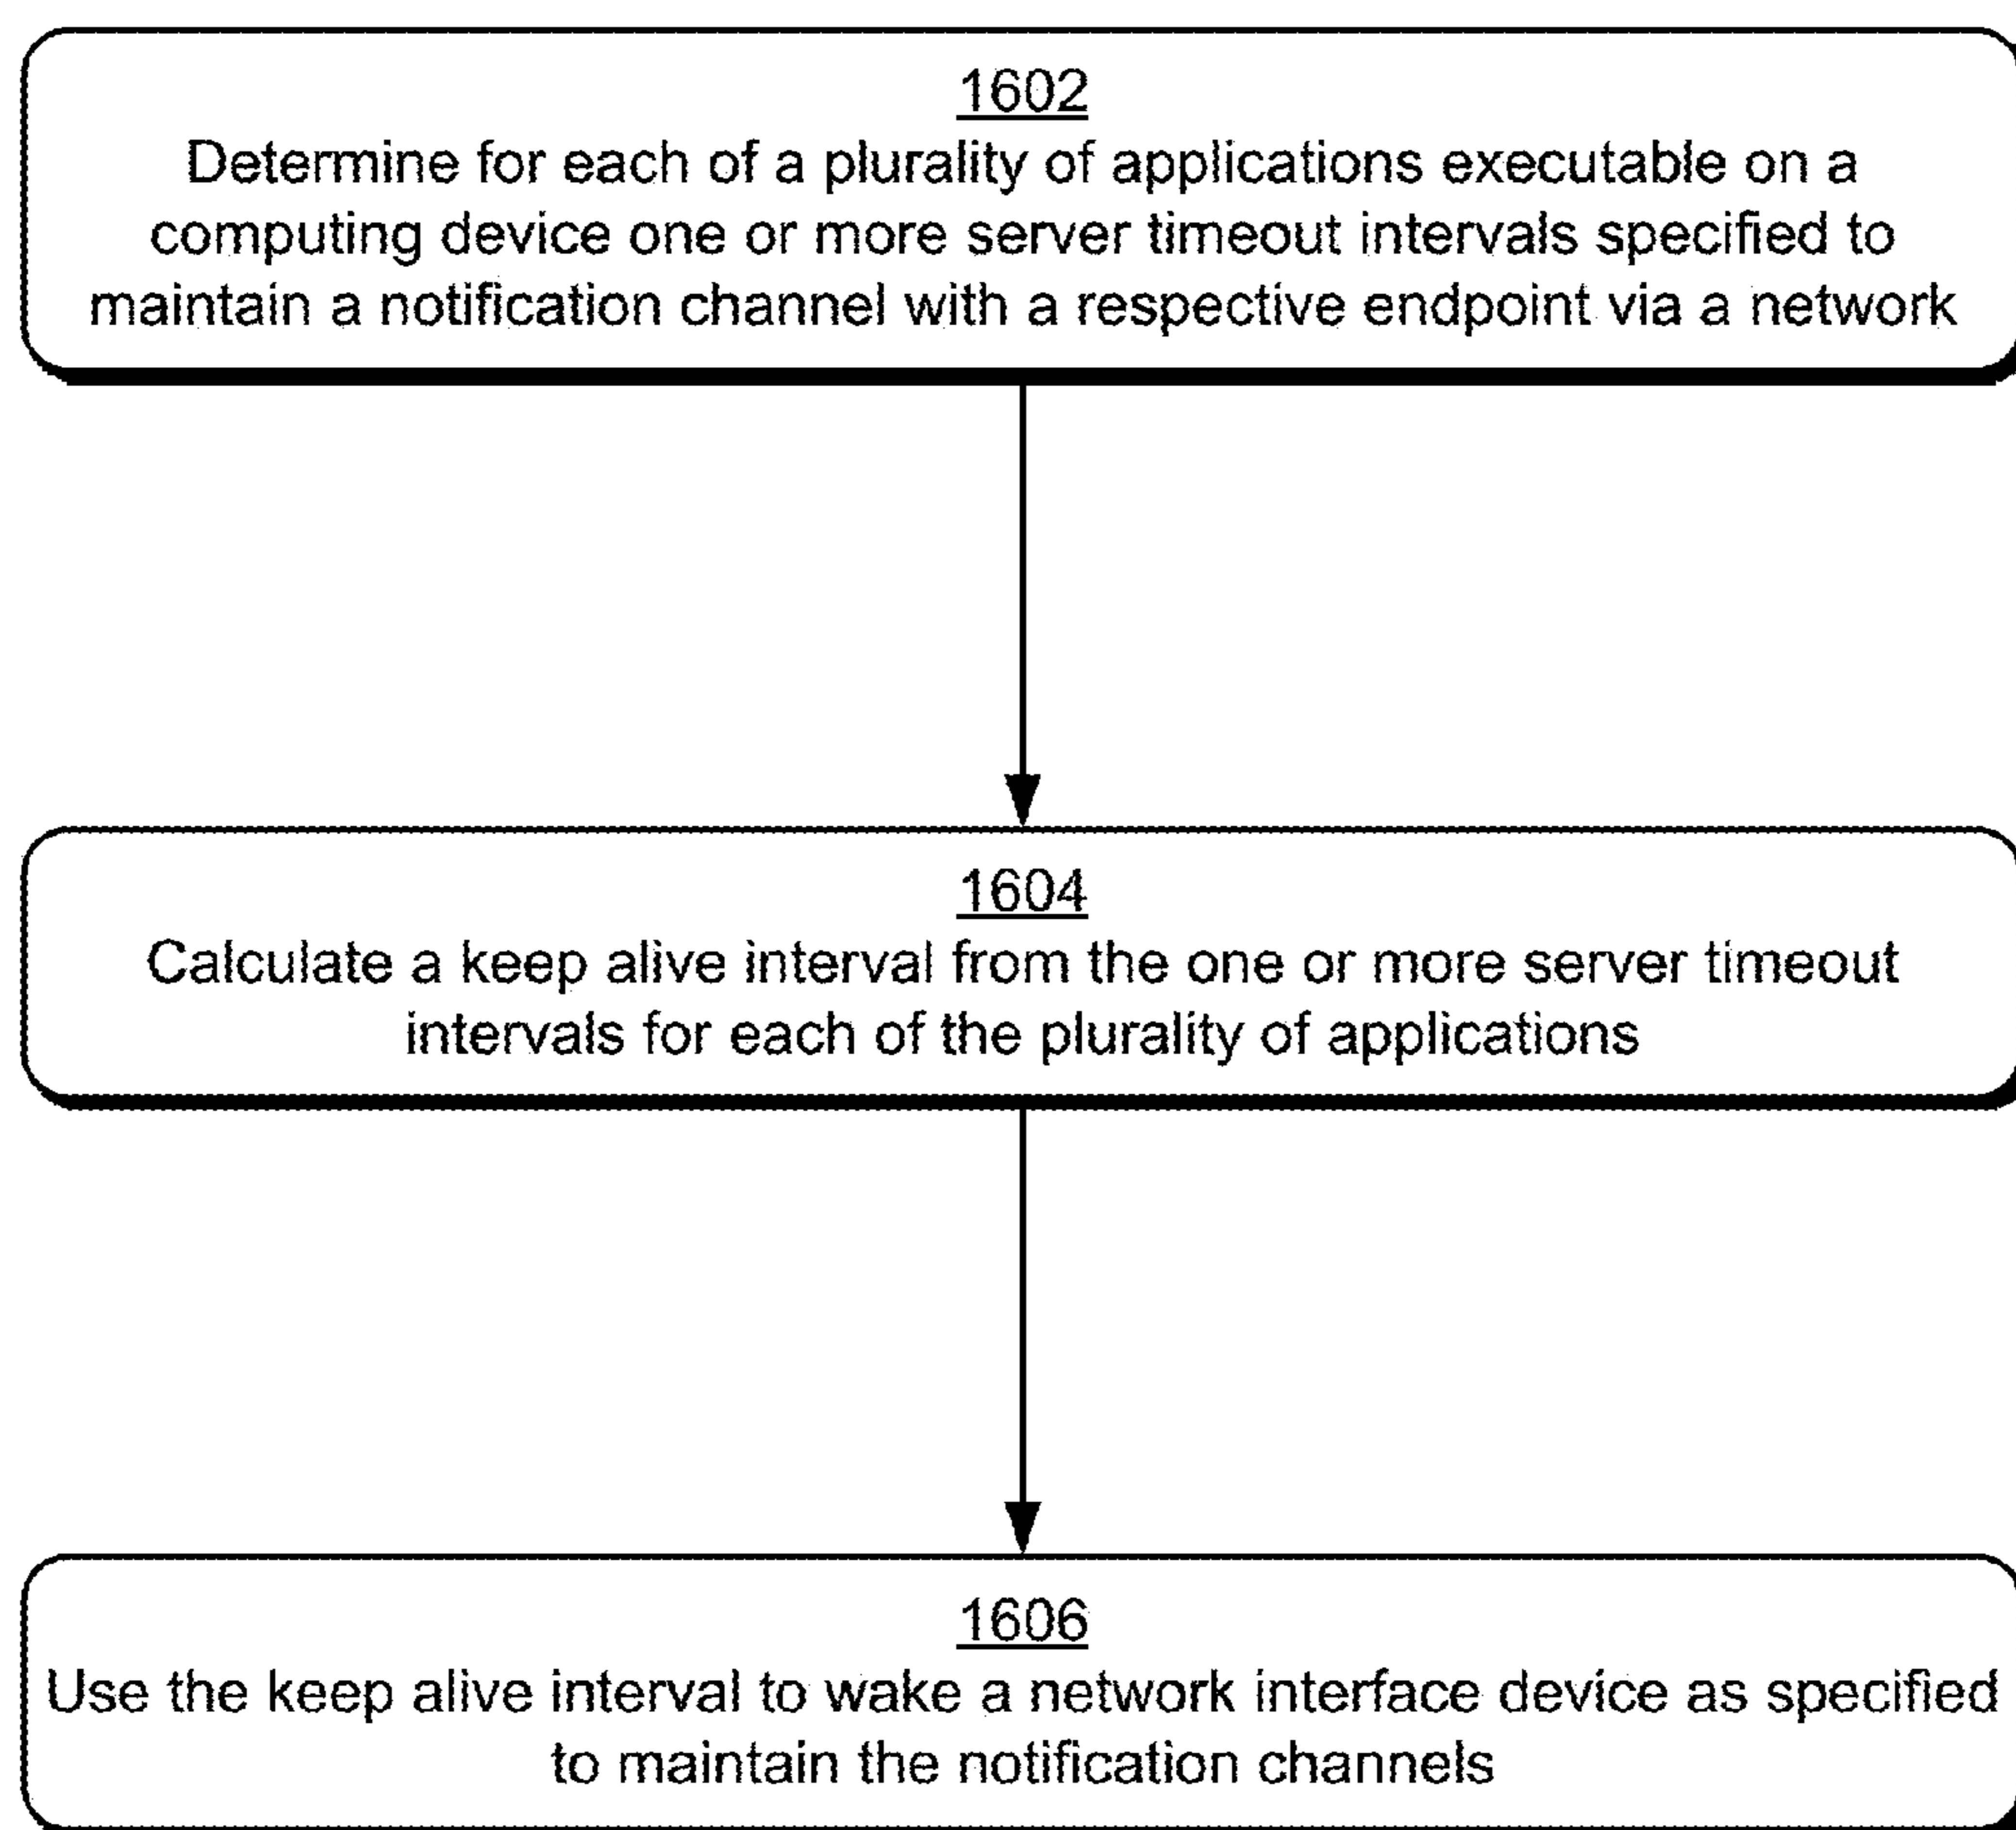 1602
Determine for each of a plurality of applications executable on a
computing device one or more server timeout intervals specified to
maintain a notification channel with a respective endpoint via a network
1604
Calculate a keep alive interval from the one or more server timeout
intervals for each of the plurality of applications
1606
Use the keep alive interval to wake a network interface device as specified
to maintain the notification channels